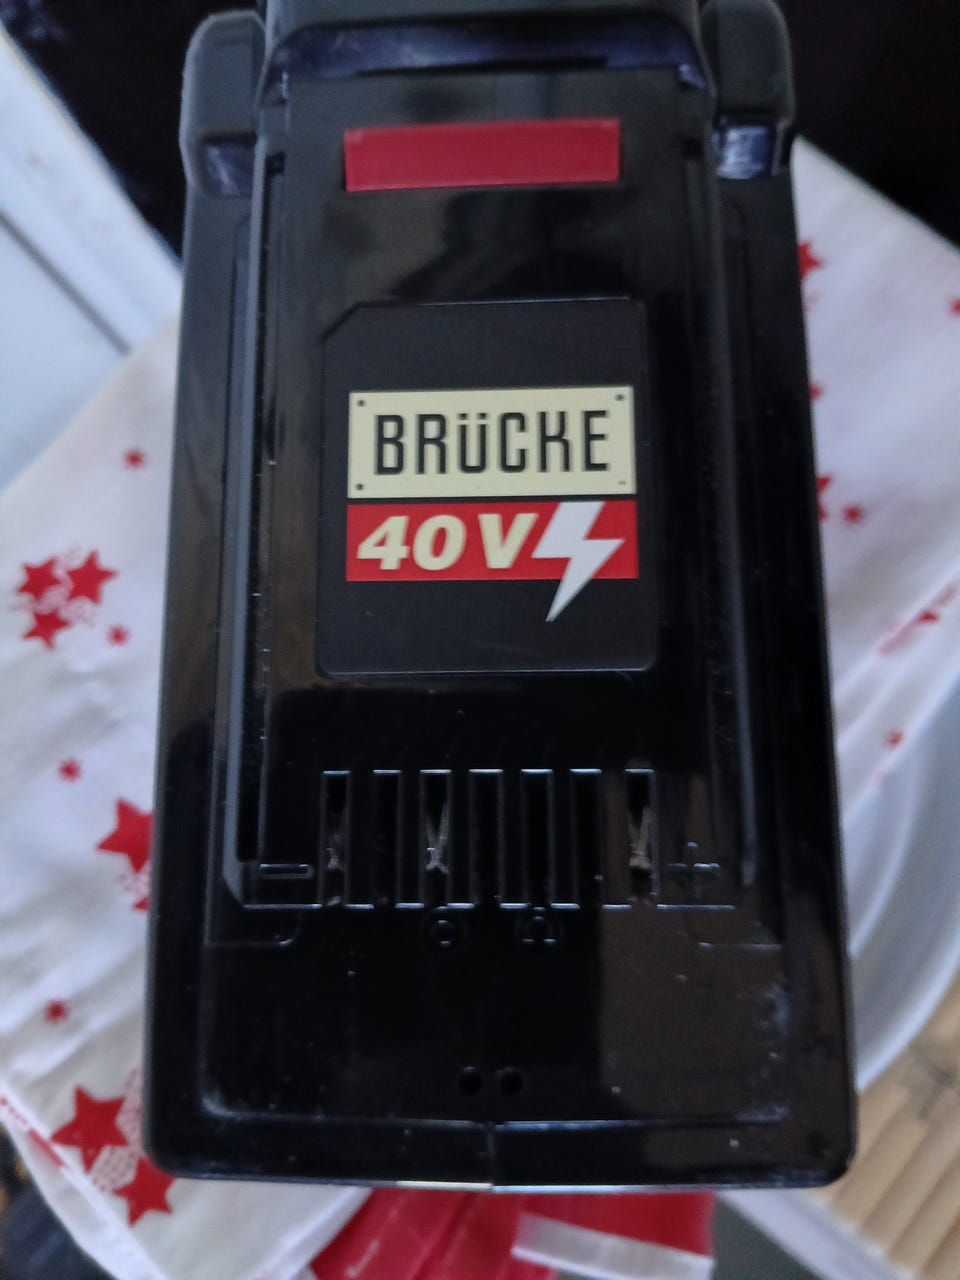 BRüCKE
40V
− +
C Ω